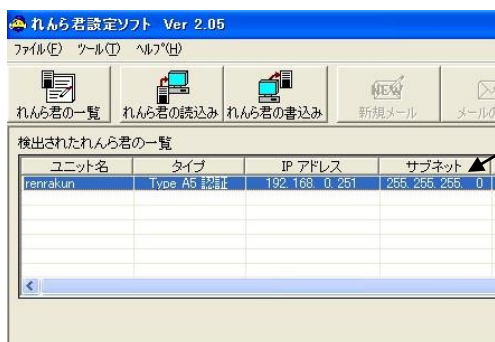 れんら君設定ソフト Ver 2.05
ファイル(F) ツール(T) ヘルプ(H)
れんら君の一覧 れんら君の読込み れんら君の書込み 新規メール メールの
検出されたれんら君の一覧
ユニット名 タイプ IP アドレス サブネット
renrakun Type A5 認証 192. 168. 0. 251 255. 255. 255. 0